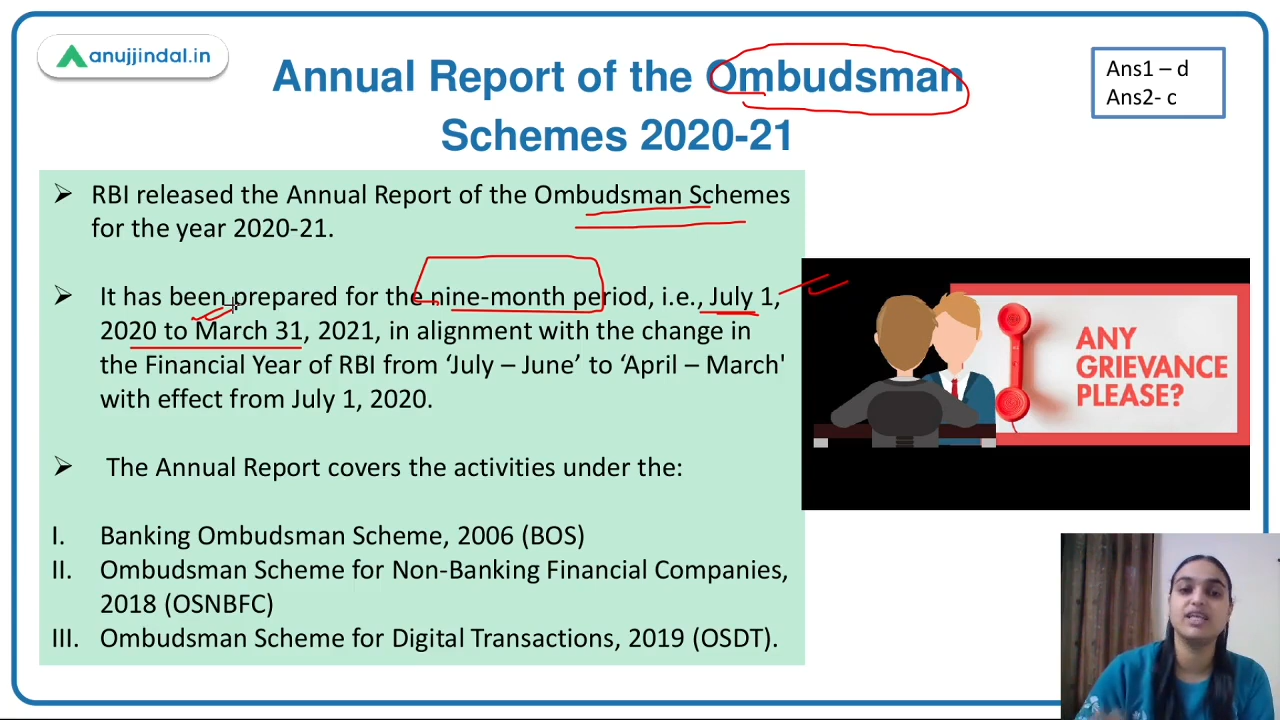 anujjindal.in
Annual Report of the Ombudsman
Schemes 2020-21
Ans1 – d
Ans2- c
➢ RBI released the Annual Report of the Ombudsman Schemes
for the year 2020-21.
➢ It has been prepared for the nine-month period, i.e., July 1,
2020 to March 31, 2021, in alignment with the change in
the Financial Year of RBI from ‘July – June’ to ‘April – March'
with effect from July 1, 2020.
➢ The Annual Report covers the activities under the:
I. Banking Ombudsman Scheme, 2006 (BOS)
II. Ombudsman Scheme for Non-Banking Financial Companies,
2018 (OSNBFC)
III. Ombudsman Scheme for Digital Transactions, 2019 (OSDT).
ANY
GRIEVANCE
PLEASE?